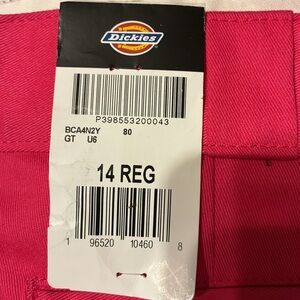 Dickies
P398553200043
BCA4N2Y 80
GT U6
14 REG
1 96520 10460 8